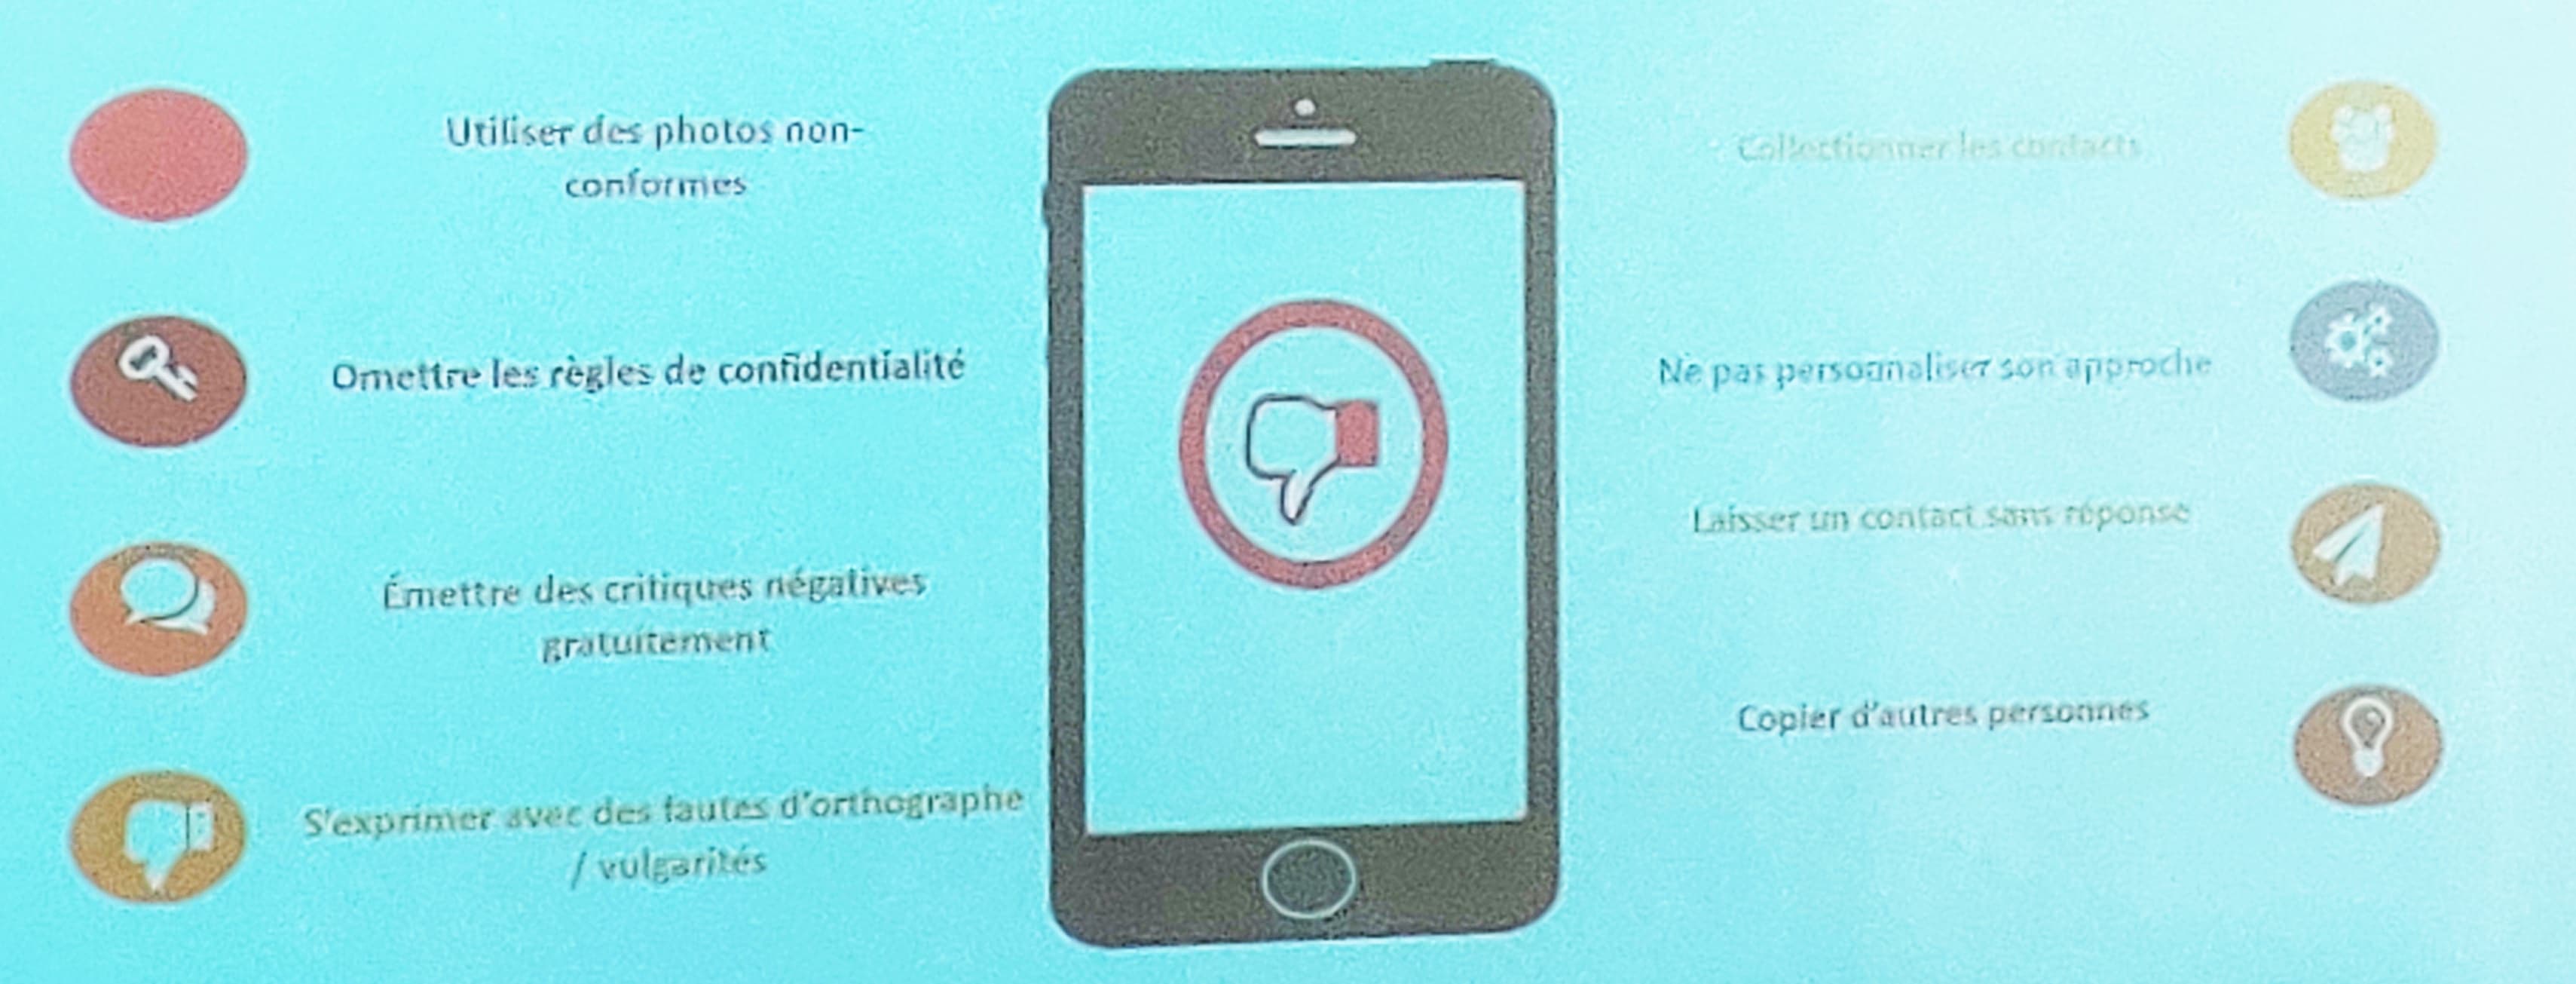 Utiliser des photos non-
conformes
Omettre les règles de confidentialité
Émettre des critiques négatives
gratuitement
S'exprimer avec des fautes d'orthographe
/ vulgarités
Collectionner les contacts
Ne pas personnaliser son approche
Laisser un contact sans réponse
Copier d'autres personnes